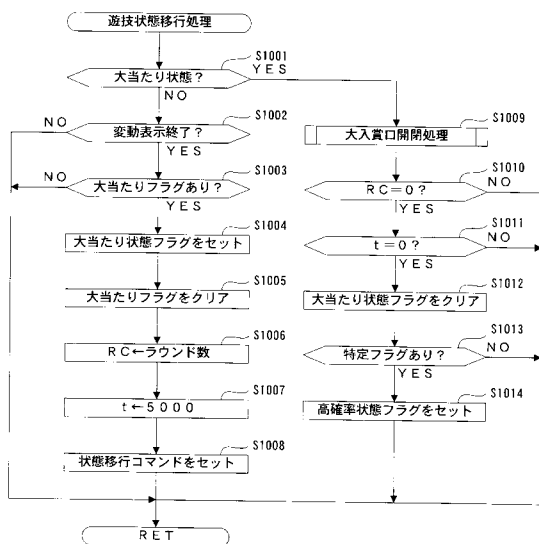 遊技状態移行処理
S1001
大当たり状態?
YES
NO
S1002
NO
変動表示終了?
YES
S1003
NO
大当たりフラグあり?
YES
S1004
大当たり状態フラグをセット
S1005
大当たりフラグをクリア
S1006
RC←ラウンド数
S1007
t←5000
S1008
状態移行コマンドをセット
S1009
大入賞口開閉処理
S1010
RC=0?
NO
YES
S1011
t=0?
NO
YES
S1012
大当たり状態フラグをクリア
S1013
特定フラグあり?
NO
YES
S1014
高確率状態フラグをセット
RET